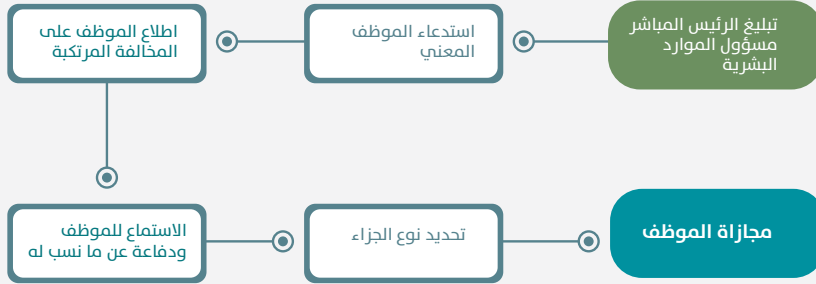 تبليغ الرئيس المباشر
مسؤول الموارد
البشرية
استدعاء الموظف
المعني
اطلاع الموظف على
المخالفة المرتكبة
الاستماع للموظف
ودفاعة عن ما نسب له
تحديد نوع الجزاء
مجازاة الموظف